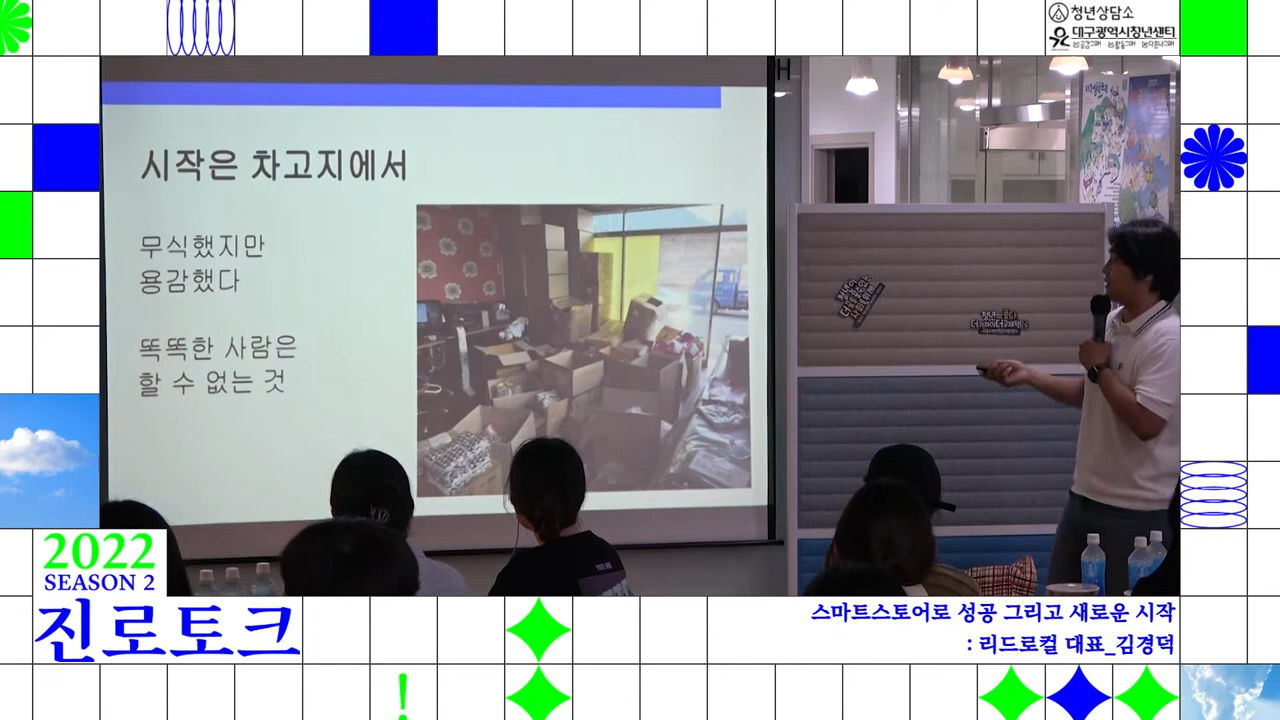 청년상담소
대구광역시청년센터
H
2021
시작은 차고지에서
무식했지만
용감했다
똑똑한 사람은
할 수 없는 것
YOU ARE
2022
SEASON 2
진로토크
스마트스토어로 성공 그리고 새로운 시작
: 리드로컬 대표_김경덕
!